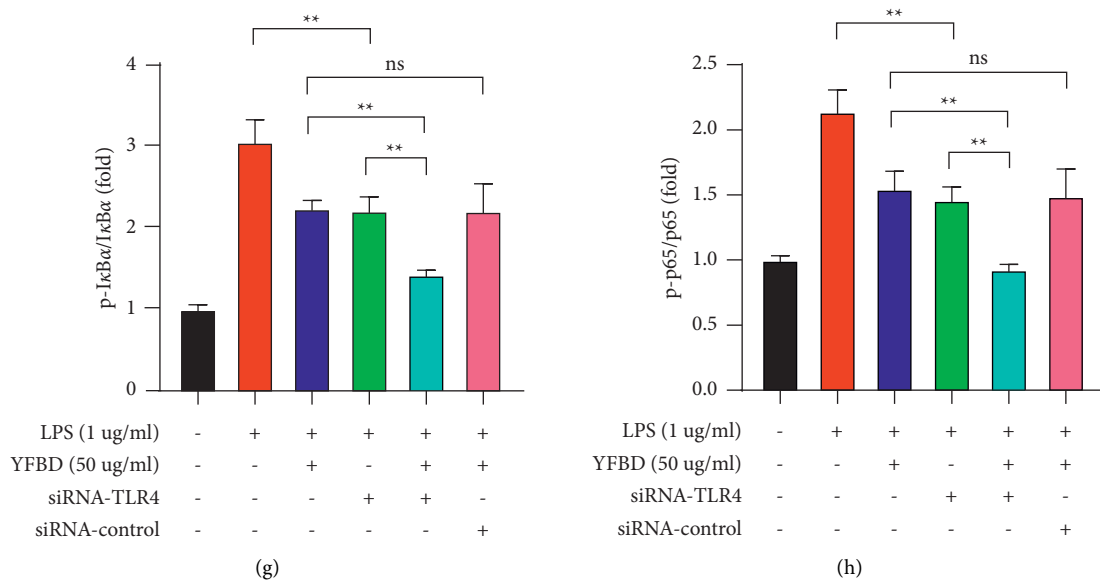 **
ns
**
**
4
3
2
1
0
p-IκBα/IκBα (fold)
LPS (1 ug/ml) - + + + + +
YFBD (50 ug/ml) - - + - + +
siRNA-TLR4 - - - + + -
siRNA-control - - - - - +
(g)
**
ns
**
**
2.5
2.0
1.5
1.0
0.5
0.0
p-p65/p65 (fold)
LPS (1 ug/ml) - + + + + +
YFBD (50 ug/ml) - - + - + +
siRNA-TLR4 - - - + + -
siRNA-control - - - - - +
(h)